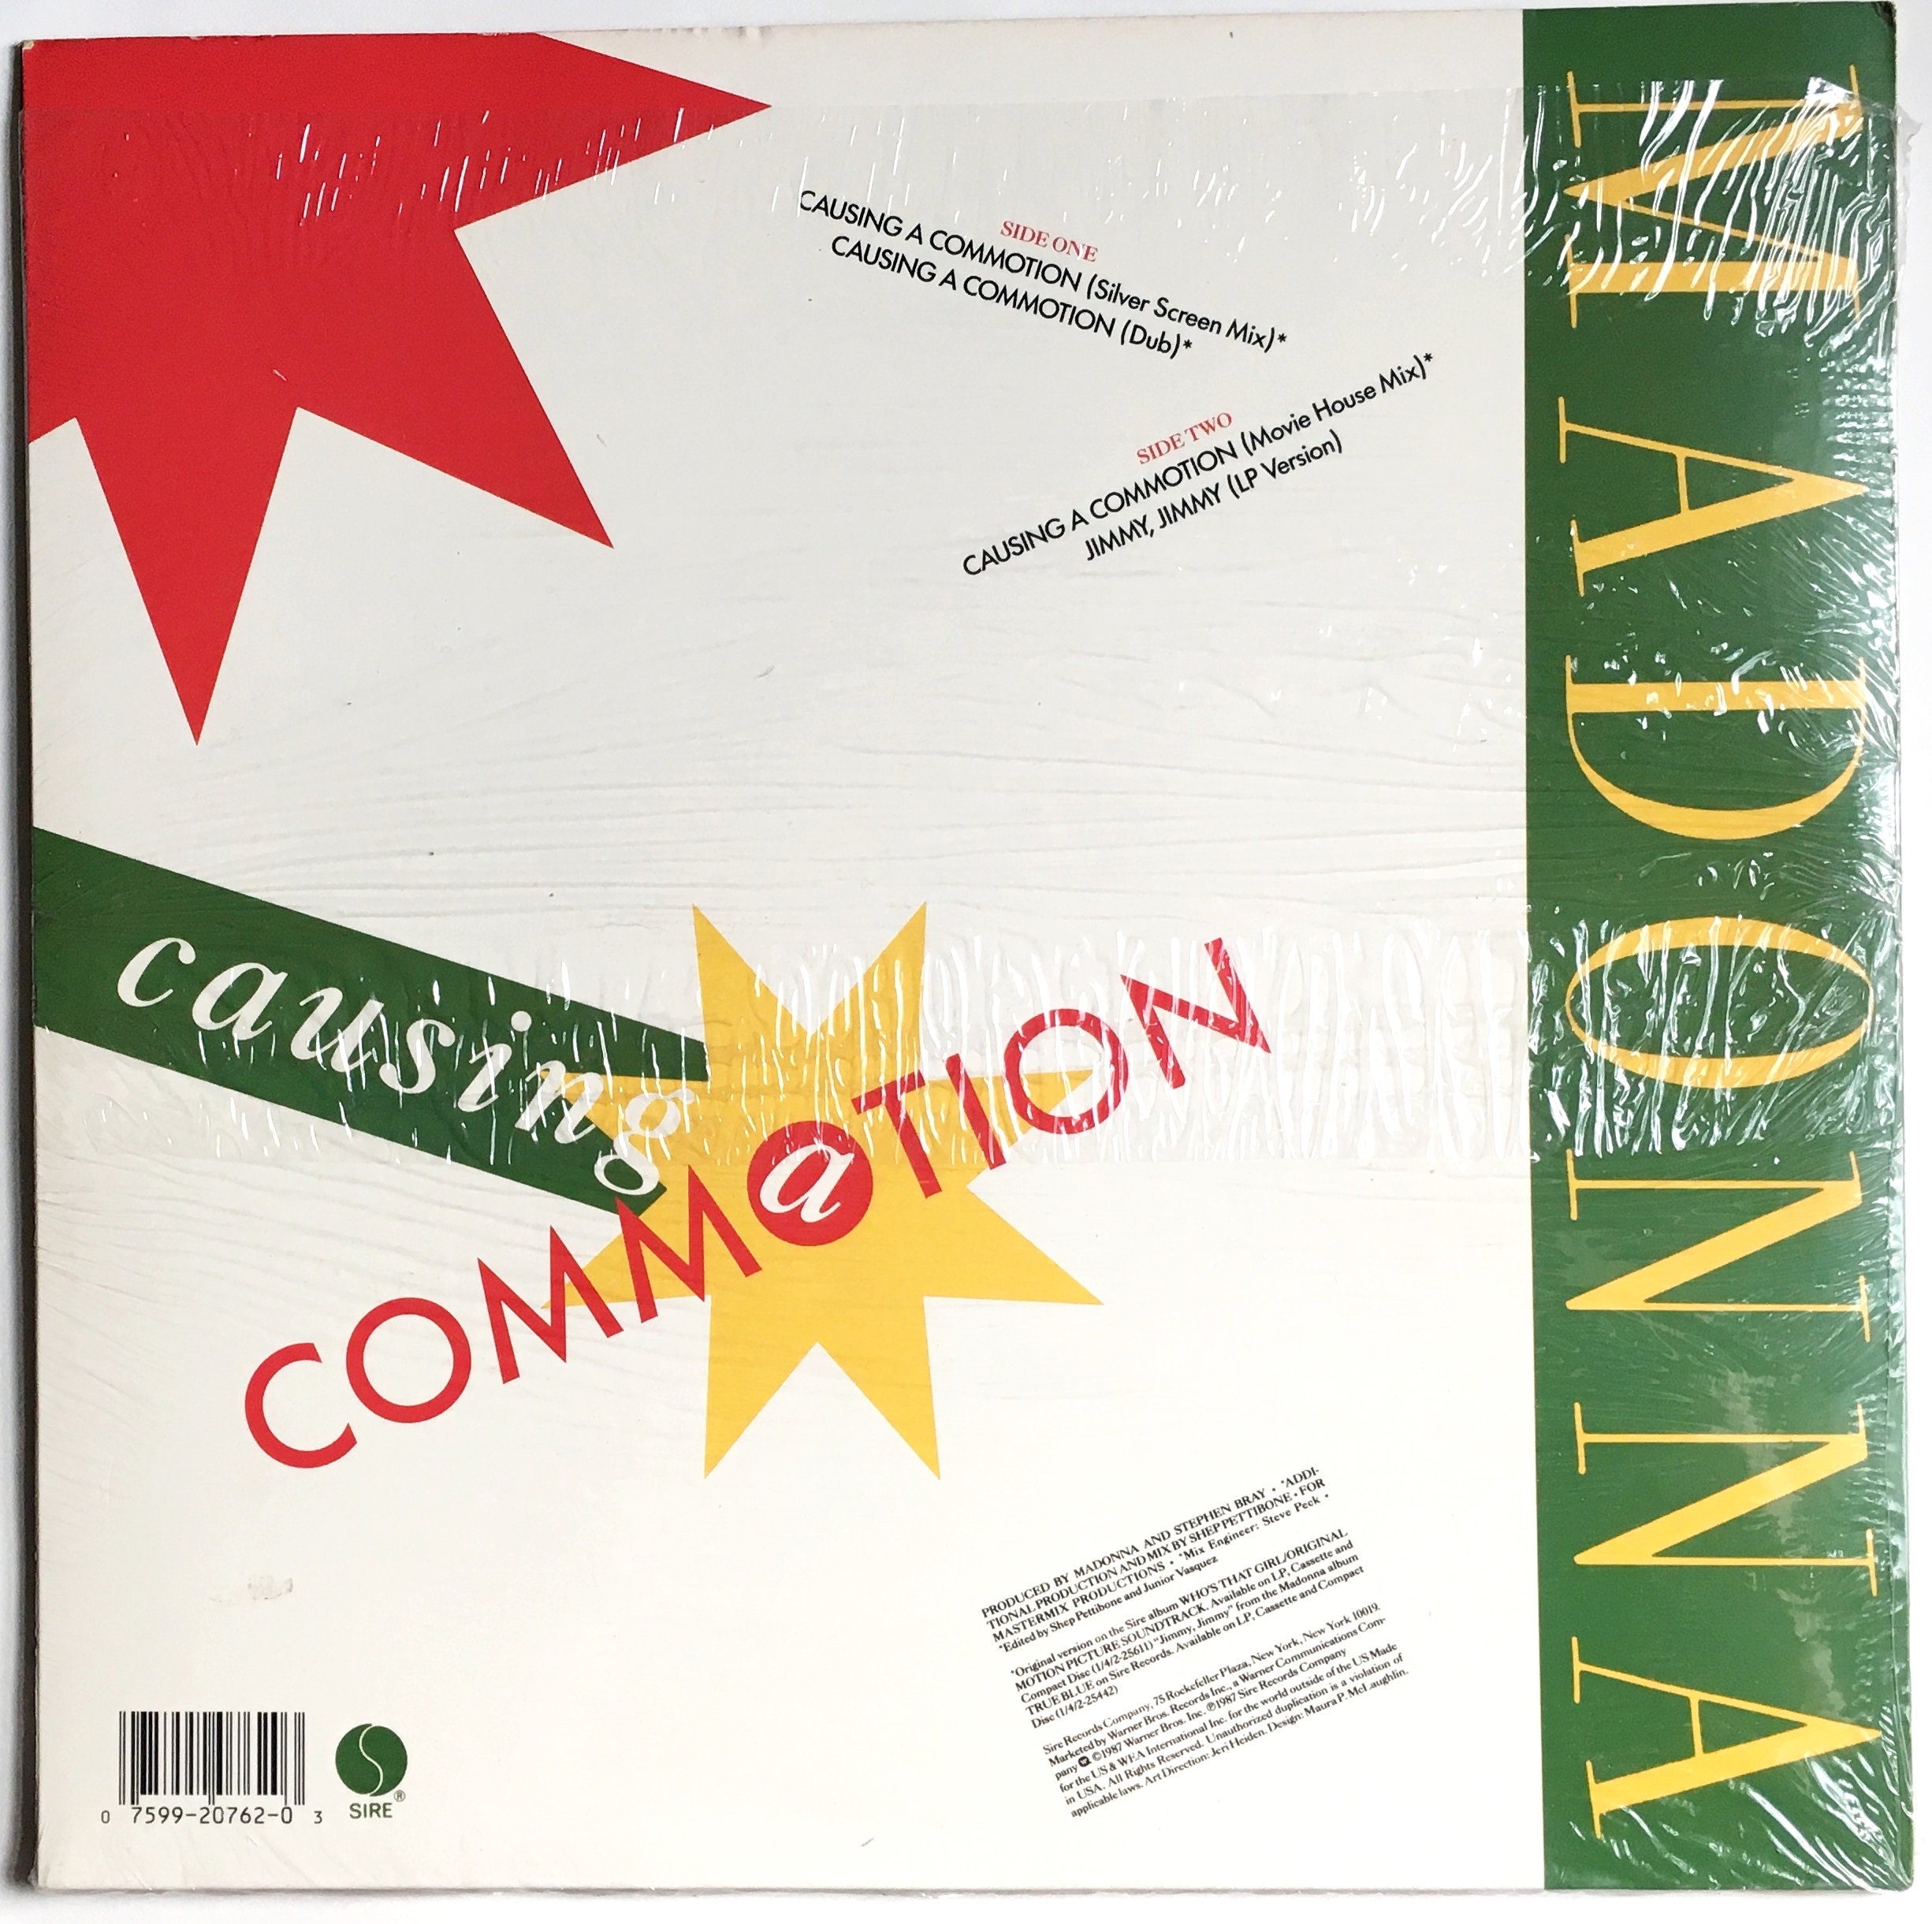 SIDE ONE
CAUSING A COMMOTION (Silver Screen Mix)*
CAUSING A COMMOTION (Dub)*
SIDE TWO
CAUSING A COMMOTION (Movie House Mix)*
JIMMY, JIMMY (LP Version)
MADONNA
causing
a
COMMOTION
PRODUCED BY MADONNA AND STEPHEN BRAY • *ADDI-
TIONAL PRODUCTION AND MIX BY SHEP PETTIBONE • FOR
MASTERMIX PRODUCTIONS • *Mix Engineer: Steve Peck •
*Edited by Shep Pettibone and Junior Vasquez
*Original version on the Sire album WHO'S THAT GIRL/ORIGINAL
MOTION PICTURE SOUNDTRACK. Available on LP, Cassette and
Compact Disc (1/4/2-25611) "Jimmy, Jimmy" from the Madonna album
TRUE BLUE on Sire Records. Available on LP, Cassette and Compact
Disc (1/4/2-25442)
Sire Records Company, 75 Rockefeller Plaza, New York, New York 10019.
Marketed by Warner Bros. Records Inc., a Warner Communications Com-
pany ©1987 Warner Bros. Inc. ℗1987 Sire Records Company
for the US & WEA International Inc. for the world outside of the US Made
in USA. All Rights Reserved. Unauthorized duplication is a violation of
applicable laws. Art Direction: Jeri Heiden. Design: Maura P. McLaughlin.
0 7599-20762-0 3
SIRE®